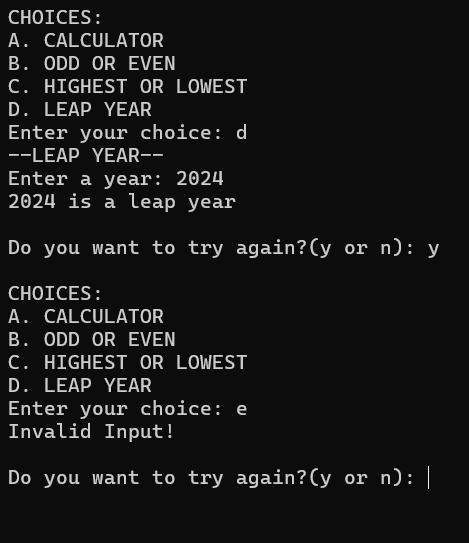 CHOICES:
A. CALCULATOR
B. ODD OR EVEN
C. HIGHEST OR LOWEST
D. LEAP YEAR
Enter your choice: d
--LEAP YEAR--
Enter a year: 2024
2024 is a leap year
Do you want to try again?(y or n): y
CHOICES:
A. CALCULATOR
B. ODD OR EVEN
C. HIGHEST OR LOWEST
D. LEAP YEAR
Enter your choice: e
Invalid Input!
Do you want to try again?(y or n):